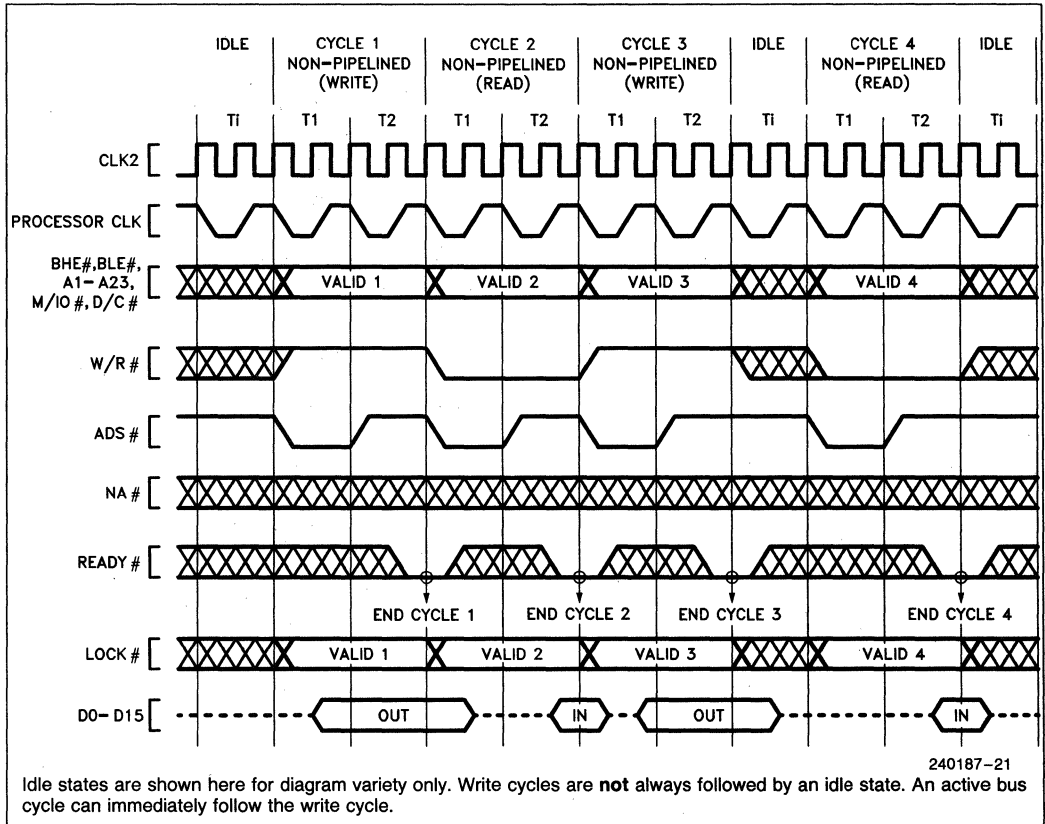 IDLE
CYCLE 1
NON-PIPELINED
(WRITE)
CYCLE 2
NON-PIPELINED
(READ)
CYCLE 3
NON-PIPELINED
(WRITE)
IDLE
CYCLE 4
NON-PIPELINED
(READ)
IDLE
Ti T1 T2 T1 T2 T1 T2 Ti T1 T2 Ti
CLK2
PROCESSOR CLK
BHE#,BLE#,
A1-A23,
M/IO #, D/C #
VALID 1 VALID 2 VALID 3 VALID 4
W/R #
ADS #
NA #
READY #
END CYCLE 1 END CYCLE 2 END CYCLE 3 END CYCLE 4
LOCK #
VALID 1 VALID 2 VALID 3 VALID 4
D0-D15
OUT IN OUT IN
240187-21
Idle states are shown here for diagram variety only. Write cycles are not always followed by an idle state. An active bus
cycle can immediately follow the write cycle.